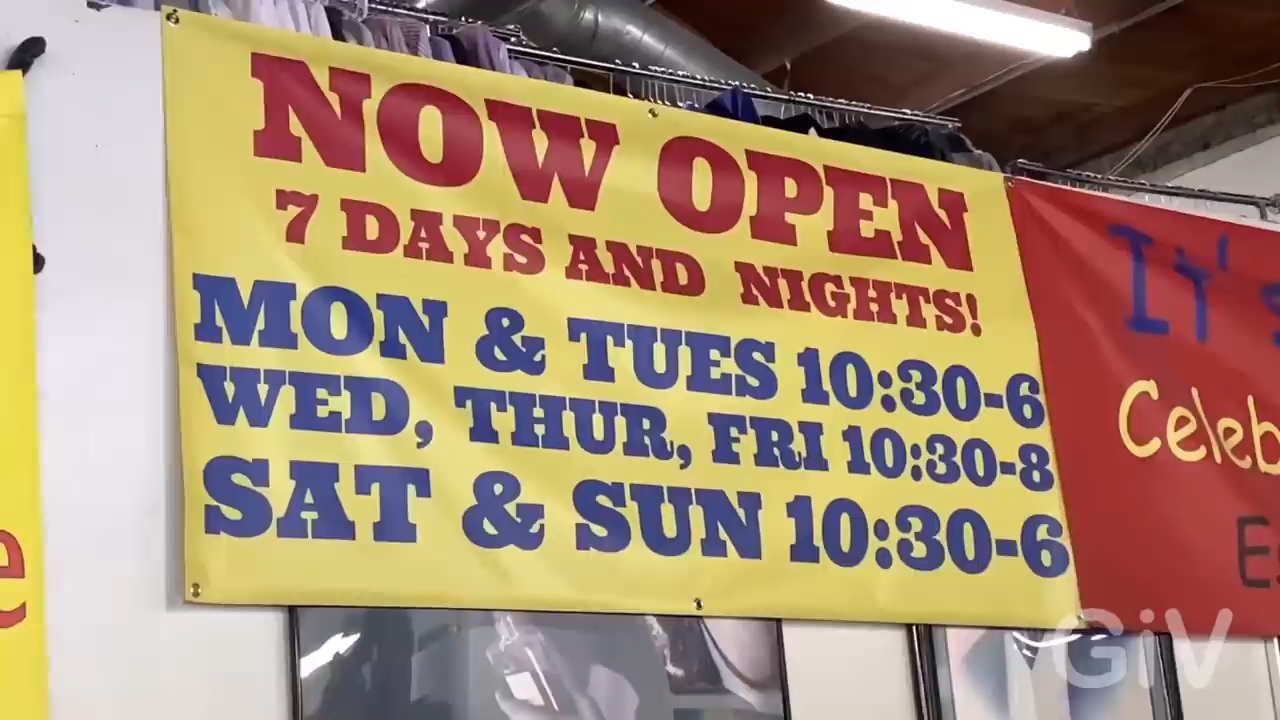 NOW OPEN
7 DAYS AND NIGHTS!
MON & TUES 10:30-6
WED, THUR, FRI 10:30-8
SAT & SUN 10:30-6
It's
GiV